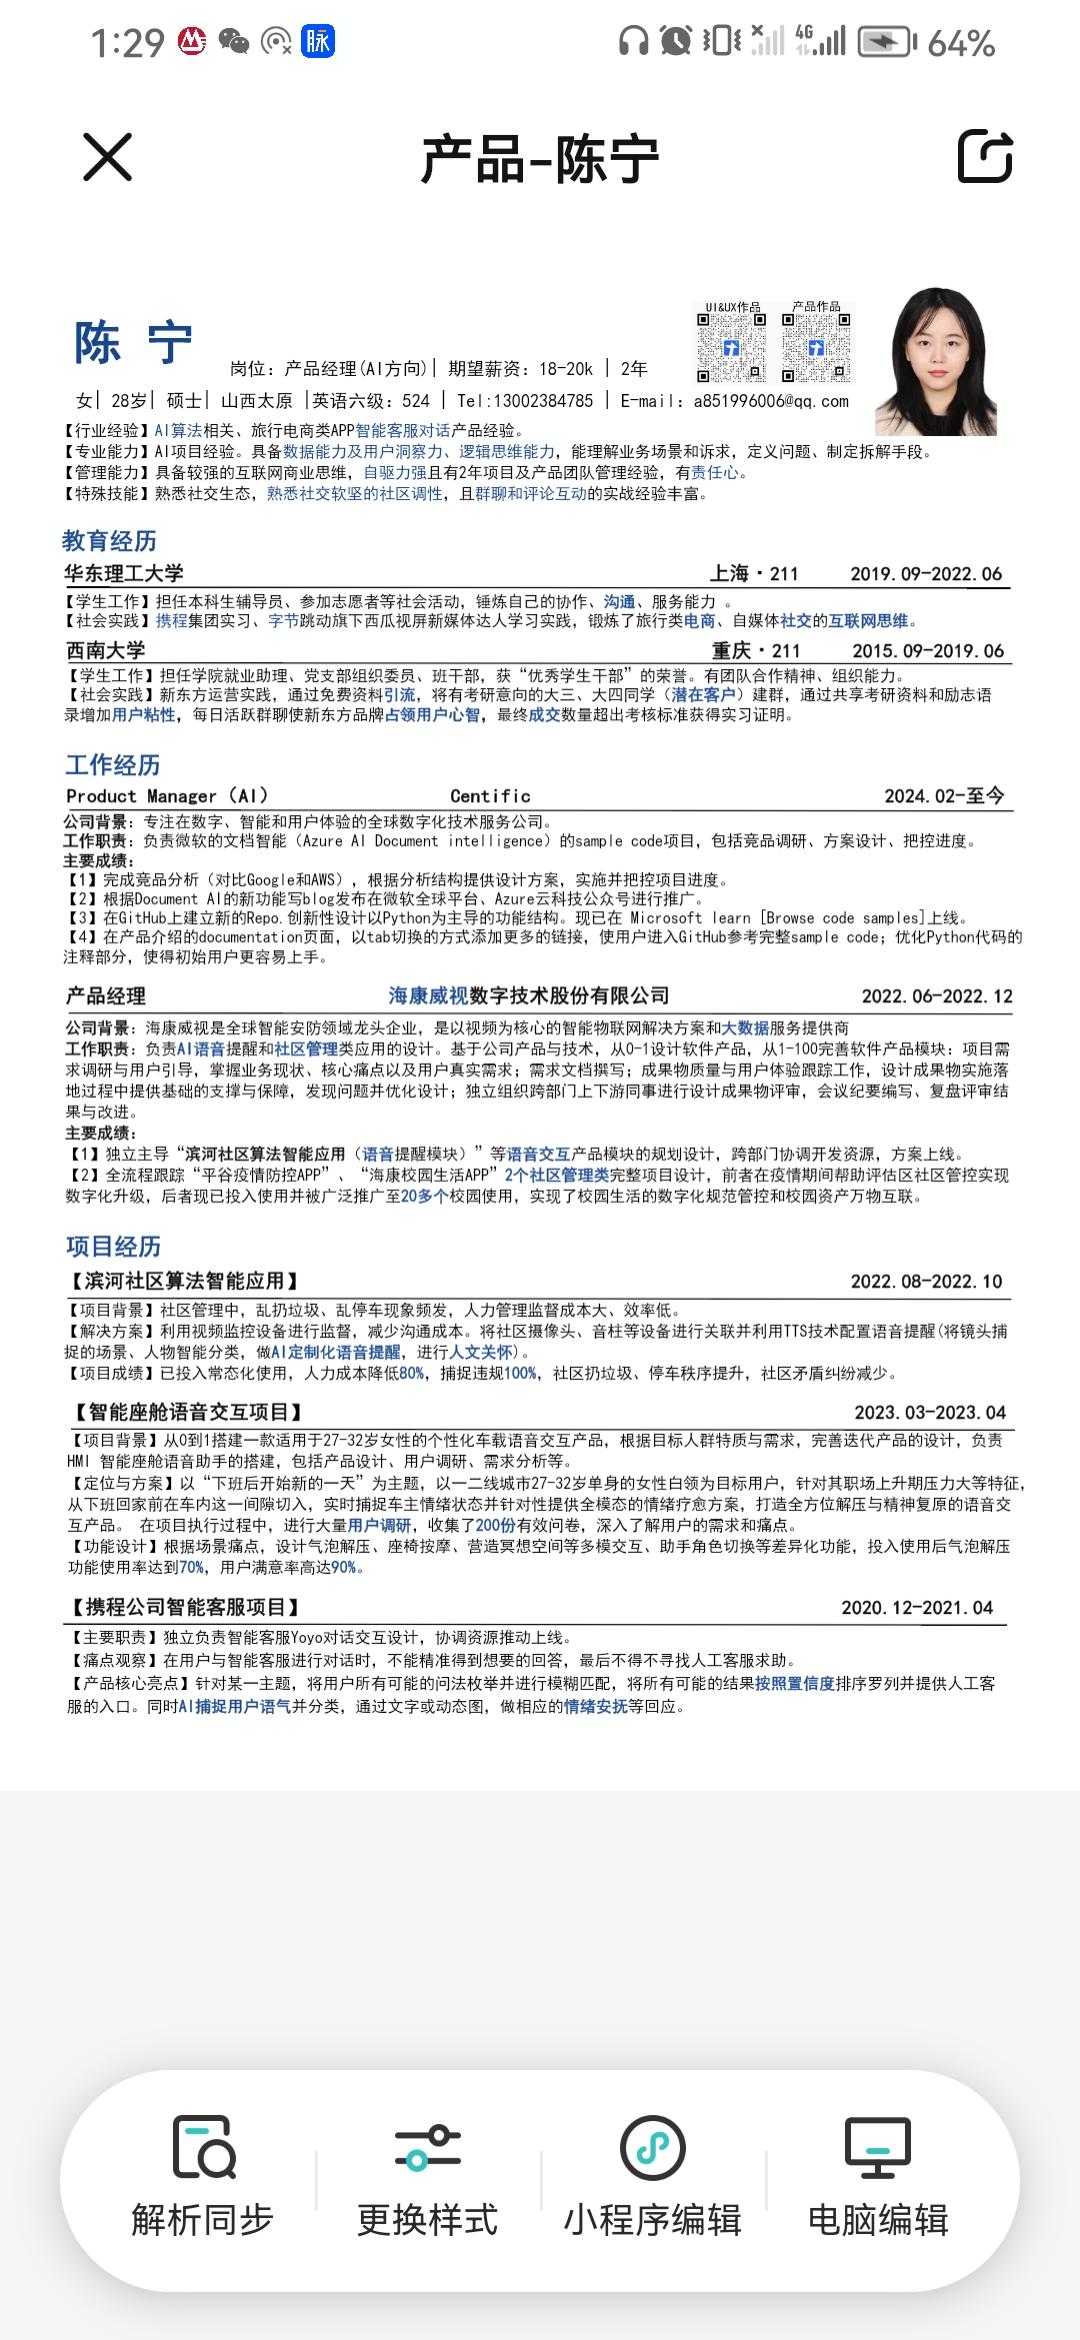 1:29 脉 4G 64%
产品-陈宁
UI&UX作品 产品作品
陈 宁
岗位：产品经理(AI方向)| 期望薪资：18-20k | 2年
女| 28岁| 硕士| 山西太原 |英语六级：524 | Tel:13002384785 | E-mail：a851996006@qq.com
【行业经验】AI算法相关、旅行电商类APP智能客服对话产品经验。
【专业能力】AI项目经验。具备数据能力及用户洞察力、逻辑思维能力，能理解业务场景和诉求，定义问题、制定拆解手段。
【管理能力】具备较强的互联网商业思维，自驱力强且有2年项目及产品团队管理经验，有责任心。
【特殊技能】熟悉社交生态，熟悉社交软坚的社区调性，且群聊和评论互动的实战经验丰富。
教育经历
华东理工大学 上海·211 2019.09-2022.06
【学生工作】担任本科生辅导员、参加志愿者等社会活动，锤炼自己的协作、沟通、服务能力 。
【社会实践】携程集团实习、字节跳动旗下西瓜视屏新媒体达人学习实践，锻炼了旅行类电商、自媒体社交的互联网思维。
西南大学 重庆·211 2015.09-2019.06
【学生工作】担任学院就业助理、党支部组织委员、班干部，获“优秀学生干部”的荣誉。有团队合作精神、组织能力。
【社会实践】新东方运营实践，通过免费资料引流，将有考研意向的大三、大四同学（潜在客户）建群，通过共享考研资料和励志语
录增加用户粘性，每日活跃群聊使新东方品牌占领用户心智，最终成交数量超出考核标准获得实习证明。
工作经历
Product Manager（AI） Centific 2024.02-至今
公司背景：专注在数字、智能和用户体验的全球数字化技术服务公司。
工作职责：负责微软的文档智能（Azure AI Document intelligence）的sample code项目，包括竞品调研、方案设计、把控进度。
主要成绩：
【1】完成竞品分析（对比Google和AWS），根据分析结构提供设计方案，实施并把控项目进度。
【2】根据Document AI的新功能写blog发布在微软全球平台、Azure云科技公众号进行推广。
【3】在GitHub上建立新的Repo.创新性设计以Python为主导的功能结构。现已在 Microsoft learn [Browse code samples]上线。
【4】在产品介绍的documentation页面，以tab切换的方式添加更多的链接，使用户进入GitHub参考完整sample code；优化Python代码的
注释部分，使得初始用户更容易上手。
产品经理 海康威视数字技术股份有限公司 2022.06-2022.12
公司背景：海康威视是全球智能安防领域龙头企业，是以视频为核心的智能物联网解决方案和大数据服务提供商
工作职责：负责AI语音提醒和社区管理类应用的设计。基于公司产品与技术，从0-1设计软件产品，从1-100完善软件产品模块：项目需
求调研与用户引导，掌握业务现状、核心痛点以及用户真实需求；需求文档撰写；成果物质量与用户体验跟踪工作，设计成果物实施落
地过程中提供基础的支撑与保障，发现问题并优化设计；独立组织跨部门上下游同事进行设计成果物评审，会议纪要编写、复盘评审结
果与改进。
主要成绩：
【1】独立主导“滨河社区算法智能应用（语音提醒模块）”等语音交互产品模块的规划设计，跨部门协调开发资源，方案上线。
【2】全流程跟踪“平谷疫情防控APP”、“海康校园生活APP”2个社区管理类完整项目设计，前者在疫情期间帮助评估区社区管控实现
数字化升级，后者现已投入使用并被广泛推广至20多个校园使用，实现了校园生活的数字化规范管控和校园资产万物互联。
项目经历
【滨河社区算法智能应用】 2022.08-2022.10
【项目背景】社区管理中，乱扔垃圾、乱停车现象频发，人力管理监督成本大、效率低。
【解决方案】利用视频监控设备进行监督，减少沟通成本。将社区摄像头、音柱等设备进行关联并利用TTS技术配置语音提醒(将镜头捕
捉的场景、人物智能分类，做AI定制化语音提醒，进行人文关怀)。
【项目成绩】已投入常态化使用，人力成本降低80%，捕捉违规100%，社区扔垃圾、停车秩序提升，社区矛盾纠纷减少。
【智能座舱语音交互项目】 2023.03-2023.04
【项目背景】从0到1搭建一款适用于27-32岁女性的个性化车载语音交互产品，根据目标人群特质与需求，完善迭代产品的设计，负责
HMI 智能座舱语音助手的搭建，包括产品设计、用户调研、需求分析等。
【定位与方案】以“下班后开始新的一天”为主题，以一二线城市27-32岁单身的女性白领为目标用户，针对其职场上升期压力大等特征，
从下班回家前在车内这一间隙切入，实时捕捉车主情绪状态并针对性提供全模态的情绪疗愈方案，打造全方位解压与精神复原的语音交
互产品。 在项目执行过程中，进行大量用户调研，收集了200份有效问卷，深入了解用户的需求和痛点。
【功能设计】根据场景痛点，设计气泡解压、座椅按摩、营造冥想空间等多模交互、助手角色切换等差异化功能，投入使用后气泡解压
功能使用率达到70%，用户满意率高达90%。
【携程公司智能客服项目】 2020.12-2021.04
【主要职责】独立负责智能客服Yoyo对话交互设计，协调资源推动上线。
【痛点观察】在用户与智能客服进行对话时，不能精准得到想要的回答，最后不得不寻找人工客服求助。
【产品核心亮点】针对某一主题，将用户所有可能的问法枚举并进行模糊匹配，将所有可能的结果按照置信度排序罗列并提供人工客
服的入口。同时AI捕捉用户语气并分类，通过文字或动态图，做相应的情绪安抚等回应。
解析同步 更换样式 小程序编辑 电脑编辑